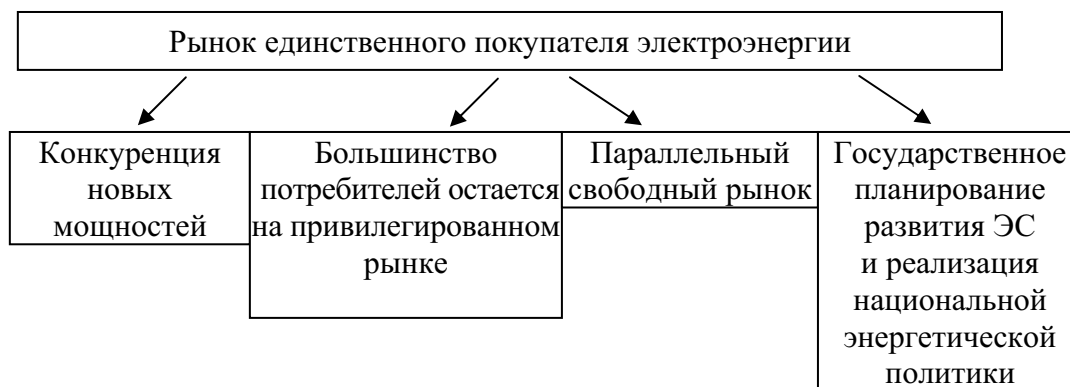 Рынок единственного покупателя электроэнергии
Конкуренция
новых
мощностей
Большинство
потребителей остается
на привилегированном
рынке
Параллельный
свободный рынок
Государственное
планирование
развития ЭС
и реализация
национальной
энергетической
политики